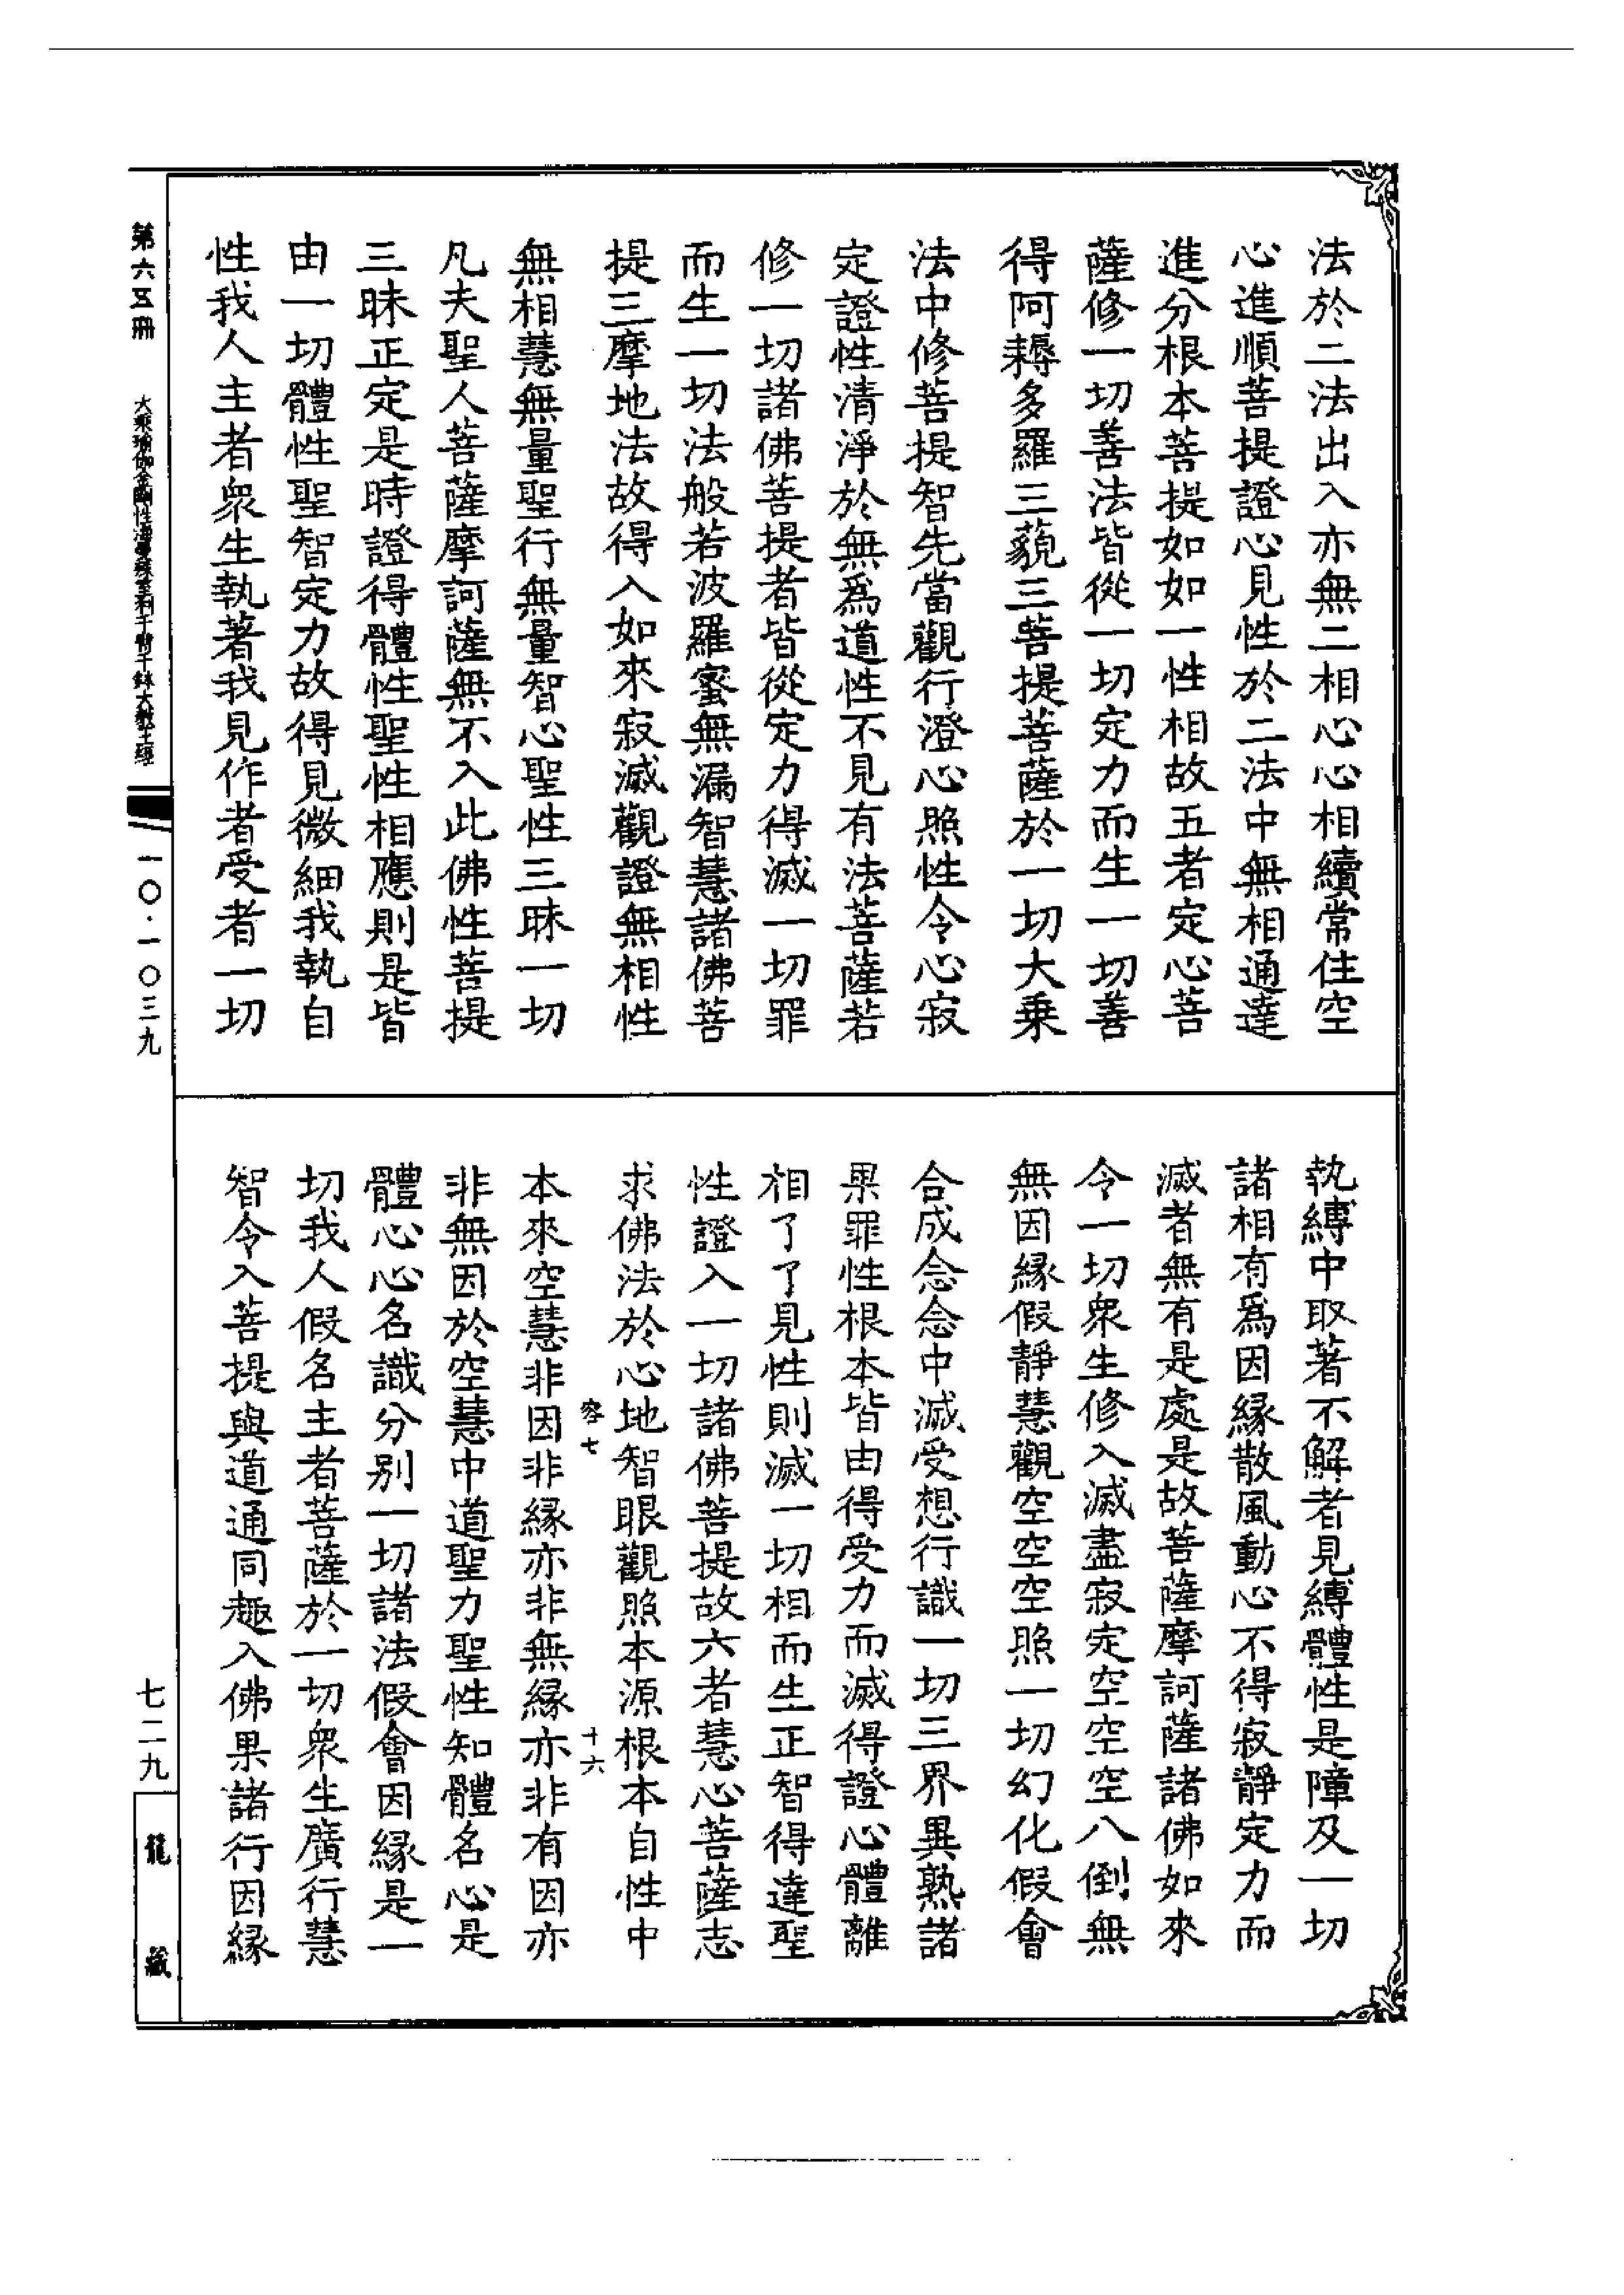 法於二法出入亦無二相心心相續常住空
心進順菩提證心見性於二法中無相通達
進分根本菩提如如一性相故五者定心菩
薩修一切善法皆從一切定力而生一切善
得阿耨多羅三藐三菩提菩薩於一切大乗
法中修菩提智先當觀行澄心照性令心寂
定證性清淨於無為道性不見有法菩薩若
修一切諸佛菩提者皆從定力得滅一切罪
而生一切法般若波羅蜜無漏智慧諸佛菩
提三摩地法故得入如來寂滅觀證無相性
無相慧無量聖行無量智心聖性三昧一切
凡夫聖人菩薩摩訶薩無不入此佛性菩提
三昧正定是時證得體性聖性相應則是皆
由一切體性聖智定力故得見微細我執自
性我人主者眾生執著我見作者受者一切
執縛中取著不解者見縛體性是障及一切
諸相有為因緣散風動心不得寂靜定力而
滅者無有是處是故菩薩摩訶薩諸佛如來
令一切眾生修入滅盡寂定空空空八倒無
無因緣假靜慧觀空空空照一切幻化假會
合成念念中滅受想行識一切三界異熟諸
果罪性根本皆由得受力而滅得證心體離
相了了見性則滅一切相而生正智得達聖
性證入一切諸佛菩提故六者慧心菩薩志
求佛法於心地智眼觀照本源根本自性中
容七　十六
本來空慧非因非緣亦非無緣亦非有因亦
非無因於空慧中道聖力聖性知體名心是
體心心名識分别一切諸法假會因緣是一
切我人假名主者菩薩於一切眾生廣行慧
智令入菩提與道通同趣入佛果諸行因緣
第六五冊　大乘瑜伽金剛性海曼殊室利千臂千鉢大教王經　一〇·一〇三九
七二九　龍藏